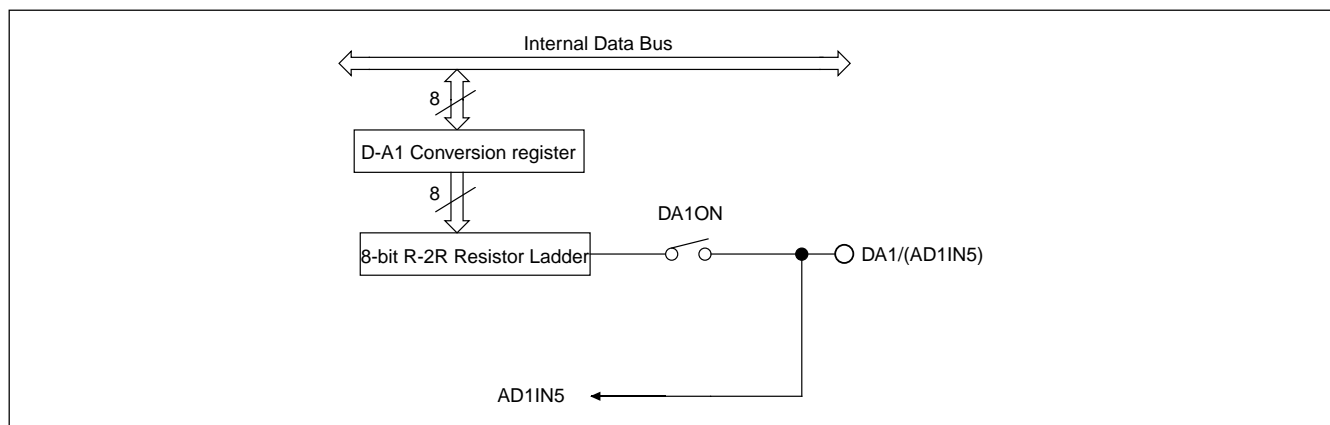 Internal Data Bus
8
D-A1 Conversion register
8
DA1ON
8-bit R-2R Resistor Ladder
DA1/(AD1IN5)
AD1IN5